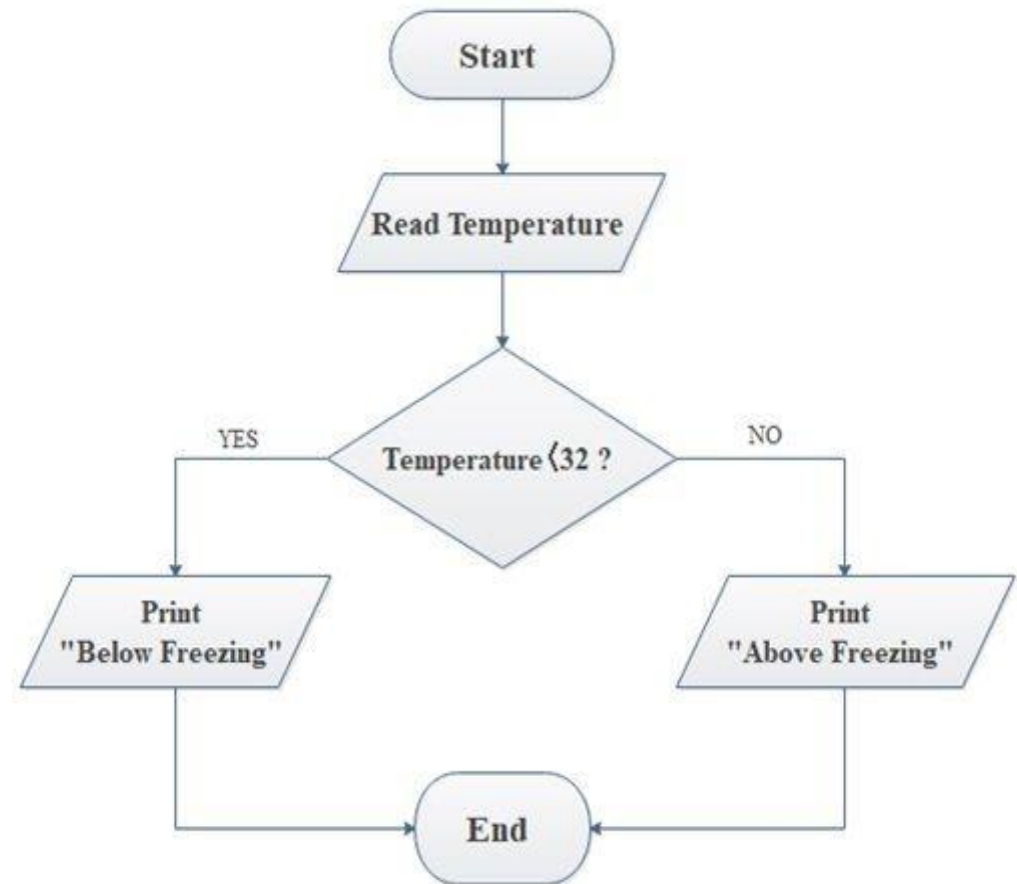 Start
Read Temperature
Temperature<32 ?
YES
NO
Print
"Below Freezing"
Print
"Above Freezing"
End